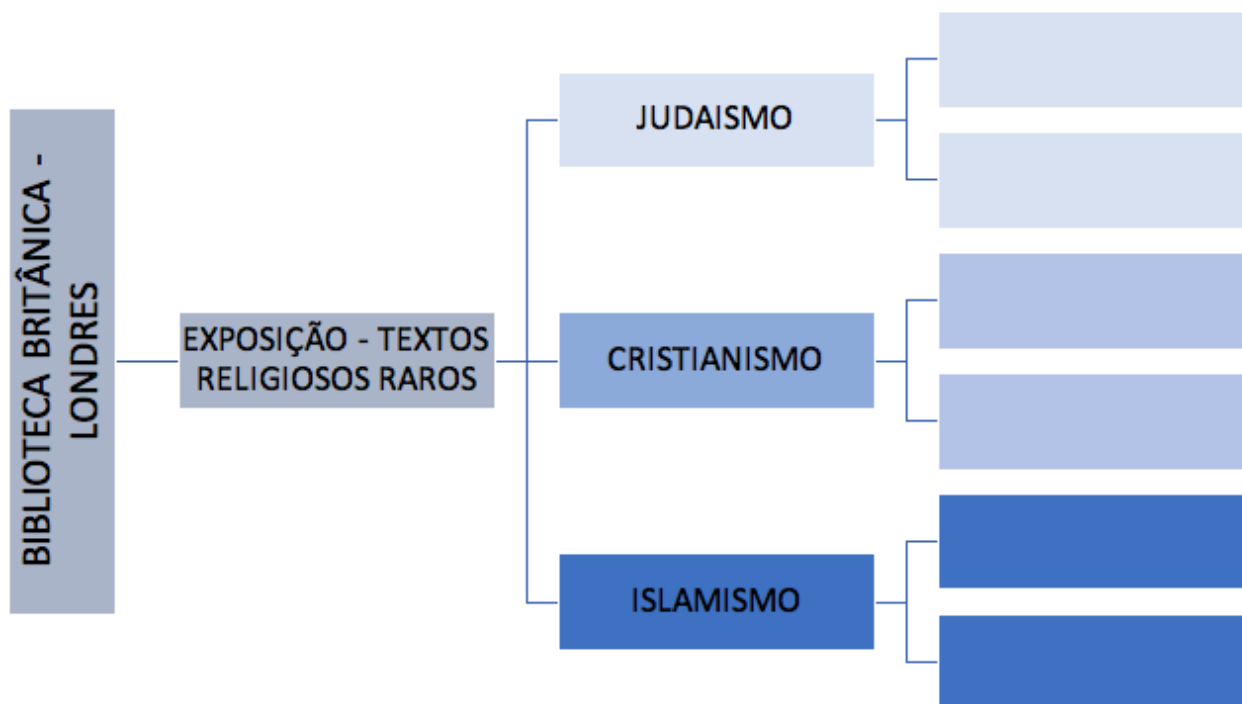 BIBLIOTECA BRITÂNICA -
LONDRES
EXPOSIÇÃO - TEXTOS
RELIGIOSOS RAROS
JUDAISMO
CRISTIANISMO
ISLAMISMO